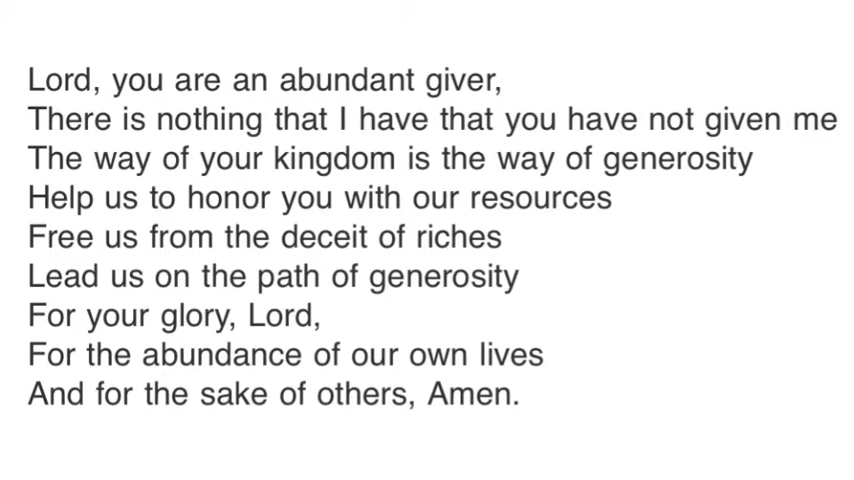 Lord, you are an abundant giver,
There is nothing that I have that you have not given me
The way of your kingdom is the way of generosity
Help us to honor you with our resources
Free us from the deceit of riches
Lead us on the path of generosity
For your glory, Lord,
For the abundance of our own lives
And for the sake of others, Amen.